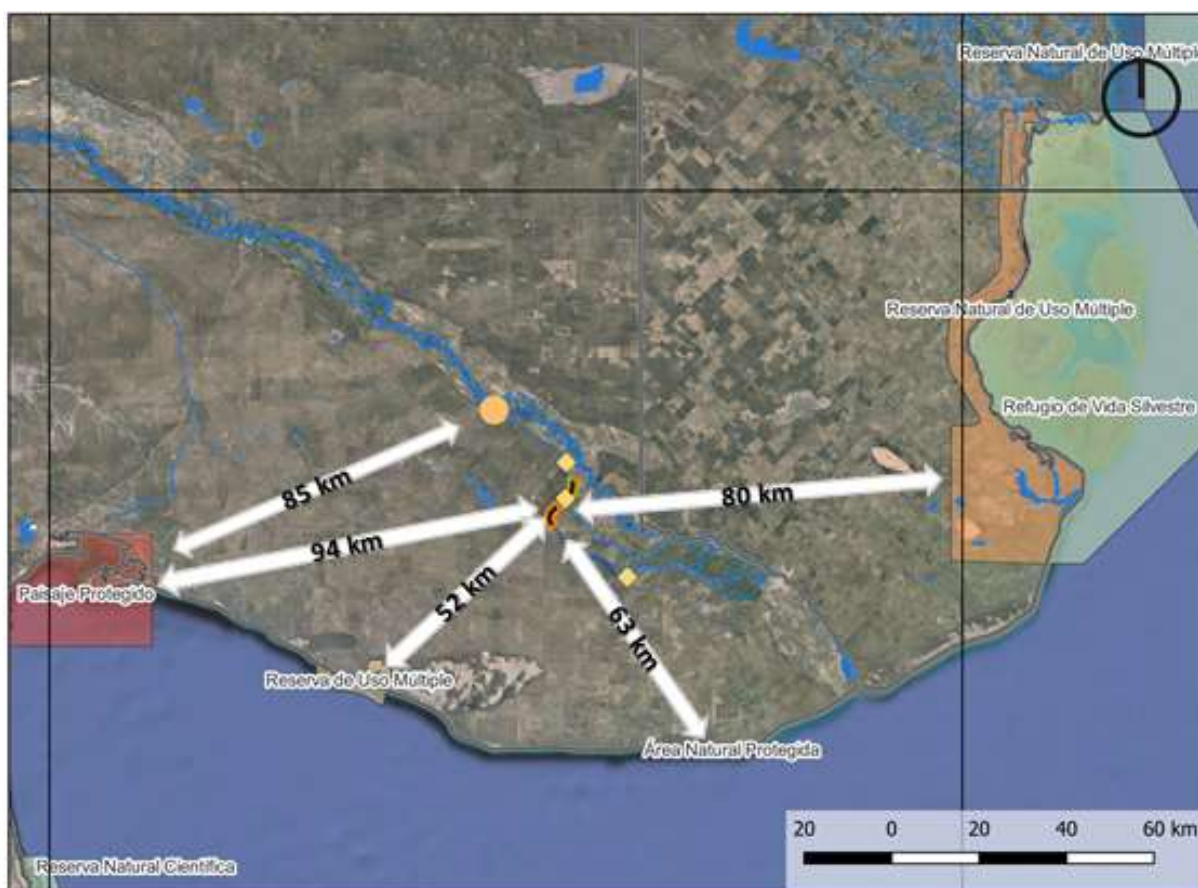 Reserva Natural de Uso Múltiple
Reserva Natural de Uso Múltiple
Refugio de Vida Silvestre
85 km
80 km
94 km
Paisaje Protegido
52 km
63 km
Reserva de Uso Múltiple
Área Natural Protegida
20 0 20 40 60 km
Reserva Natural Científica